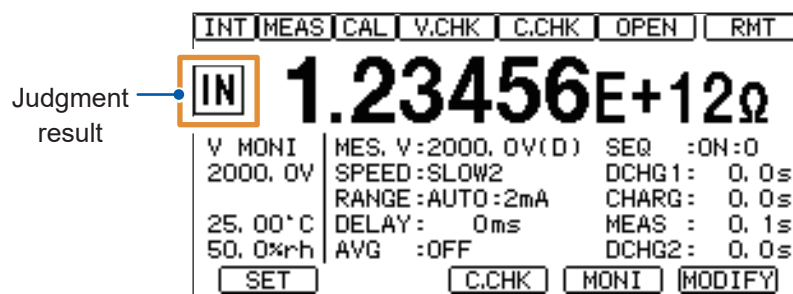 INT MEAS CAL V.CHK C.CHK OPEN RMT
Judgment result
IN 1.23456E+12Ω
V MONI MES. V:2000. 0V(D) SEQ :ON:0
2000. 0V SPEED:SLOW2 DCHG1: 0. 0s
RANGE:AUTO:2mA CHARG: 0. 0s
25. 00°C DELAY: 0ms MEAS : 0. 1s
50. 0%rh AVG :OFF DCHG2: 0. 0s
SET C.CHK MONI MODIFY